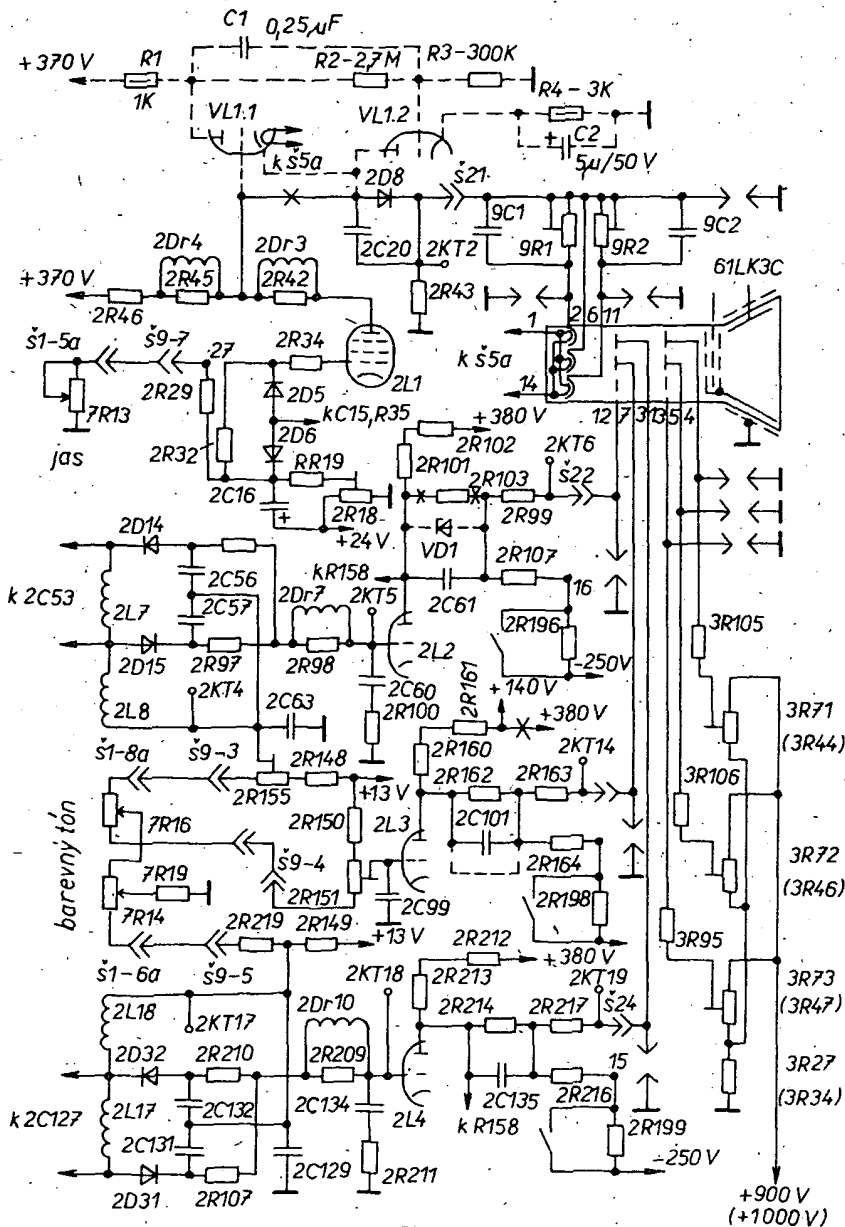 C1
0,25μF
+370 V
R1
1K
R2-2,7M
R3-300K
R4-3K
VL1.1
VL1.2
C2
5μ/50 V
k š5a
2D8
š21
2Dr4
2Dr3
2C20
2KT2
9C1
9R1
9R2
9C2
61LK3C
+370 V
2R45
2R42
2R43
2R46
1
2 6 11
k š5a
š1-5a
š9-7
27
2R34
2L1
14
2R29
2D5
7R13
kC15,R35
+380 V
12 7 3 13 5 4
jas
2R32
2D6
2R102
2KT6
RR19
2R101
2R103
š22
2C16
2R18
2R99
+24V
VD1
2D14
kR158
2R107
16
k 2C53
2L7
2C56
2C57
2Dr7
2KT5
2C61
3R105
2D15
2R97
2R98
2L2
2R196
-250V
2L8
2KT4
2C63
2C60
2R100
2R161
+140 V
+380 V
3R71
(3R44)
š1-8a
š9-3
2R148
2R160
2KT14
2R155
+13 V
2R162
2R163
3R106
barevný tón
7R16
2R150
2L3
2C101
3R72
(3R46)
š9-4
2R164
7R19
2R151
2R198
7R14
2R219
2R149
2C99
3R95
+13V
2R212
š1-6a
š9-5
+380 V
3R73
(3R47)
2KT18
2R213
2KT19
2L18
2KT17
2Dr10
2R214
2R217
š24
2D32
2R210
2R209
3R27
(3R34)
15
k2C127
2L17
2C132
2C134
2L4
2C135
2R216
2C131
k R158
2R199
2C129
2R211
-250 V
2D31
2R107
+900 V
(+1000 V)